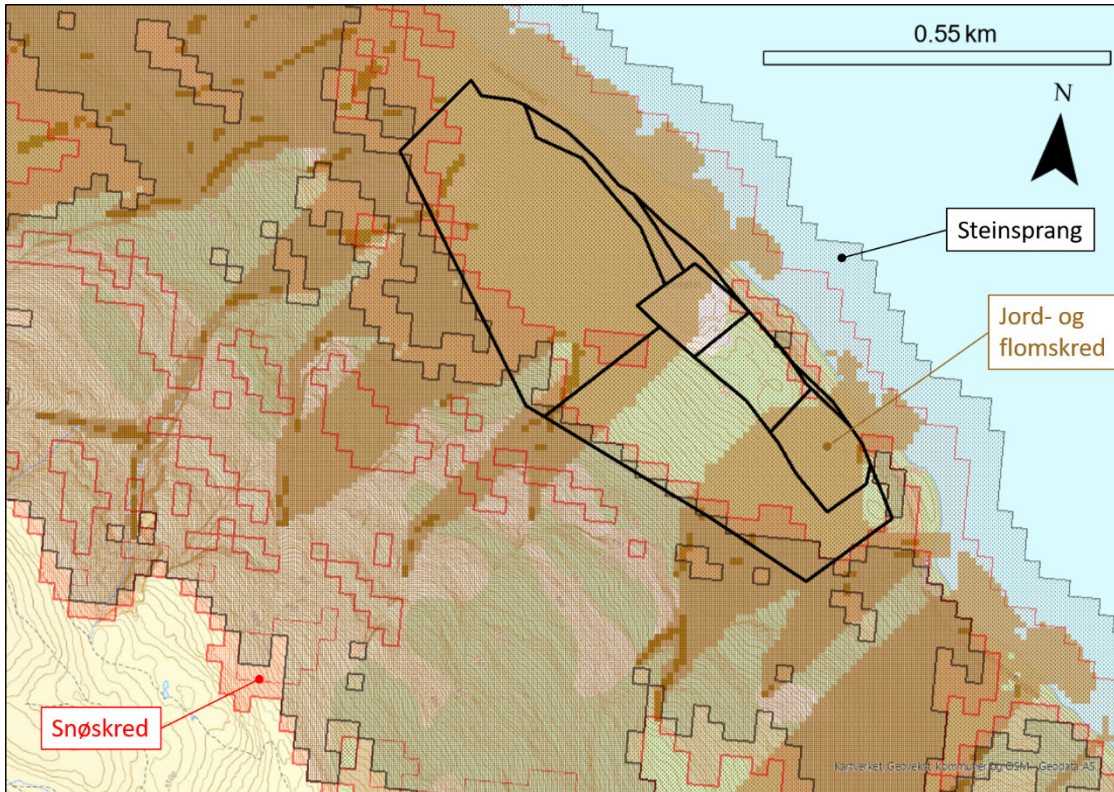 0.55 km
N
Steinsprang
Jord- og
flomskred
Snøskred
Kartverket, Geovekst, kommuner og OSM - Geodata AS